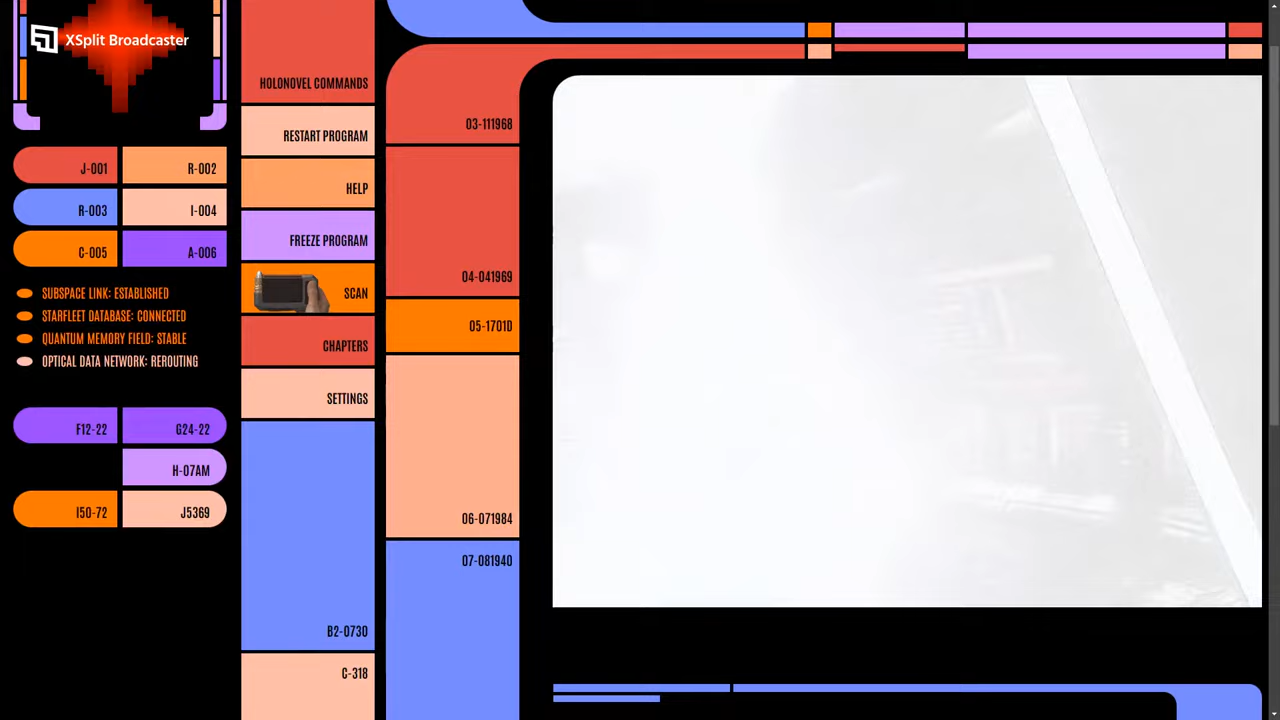 XSplit Broadcaster
J-001
R-002
R-003
I-004
C-005
A-006
SUBSPACE LINK: ESTABLISHED
STARFLEET DATABASE: CONNECTED
QUANTUM MEMORY FIELD: STABLE
OPTICAL DATA NETWORK: REROUTING
F12-22
G24-22
H-07AM
I50-72
J5369
HOLONOVEL COMMANDS
RESTART PROGRAM
HELP
FREEZE PROGRAM
SCAN
CHAPTERS
SETTINGS
B2-0730
C-318
03-111968
04-041969
05-1701D
06-071984
07-081940